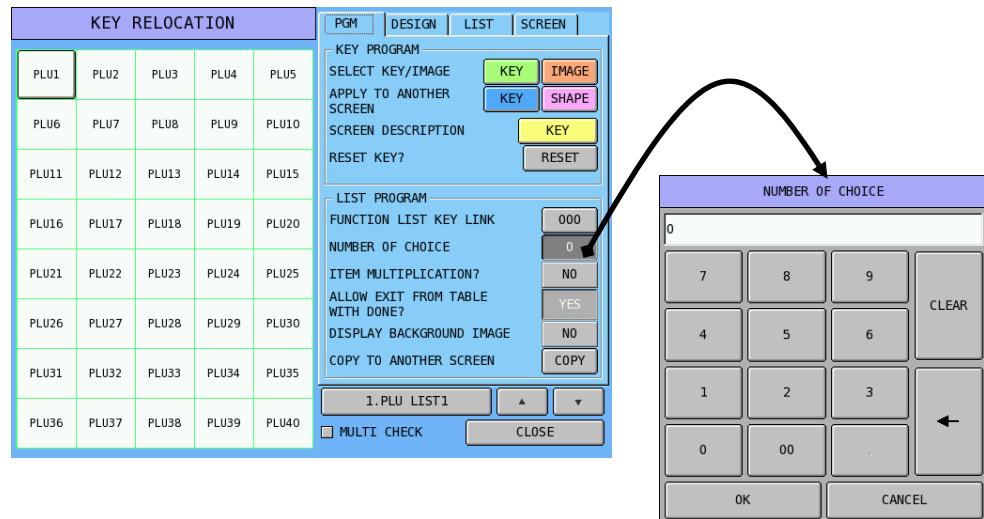 KEY RELOCATION
PLU1 PLU2 PLU3 PLU4 PLU5
PLU6 PLU7 PLU8 PLU9 PLU10
PLU11 PLU12 PLU13 PLU14 PLU15
PLU16 PLU17 PLU18 PLU19 PLU20
PLU21 PLU22 PLU23 PLU24 PLU25
PLU26 PLU27 PLU28 PLU29 PLU30
PLU31 PLU32 PLU33 PLU34 PLU35
PLU36 PLU37 PLU38 PLU39 PLU40
PGM DESIGN LIST SCREEN
KEY PROGRAM
SELECT KEY/IMAGE KEY IMAGE
APPLY TO ANOTHER
SCREEN KEY SHAPE
SCREEN DESCRIPTION KEY
RESET KEY? RESET
LIST PROGRAM
FUNCTION LIST KEY LINK 000
NUMBER OF CHOICE 0
ITEM MULTIPLICATION? NO
ALLOW EXIT FROM TABLE
WITH DONE? YES
DISPLAY BACKGROUND IMAGE NO
COPY TO ANOTHER SCREEN COPY
1.PLU LIST1 ▲ ▼
MULTI CHECK CLOSE
NUMBER OF CHOICE
0
7 8 9 CLEAR
4 5 6
1 2 3 ←
0 00 .
OK CANCEL